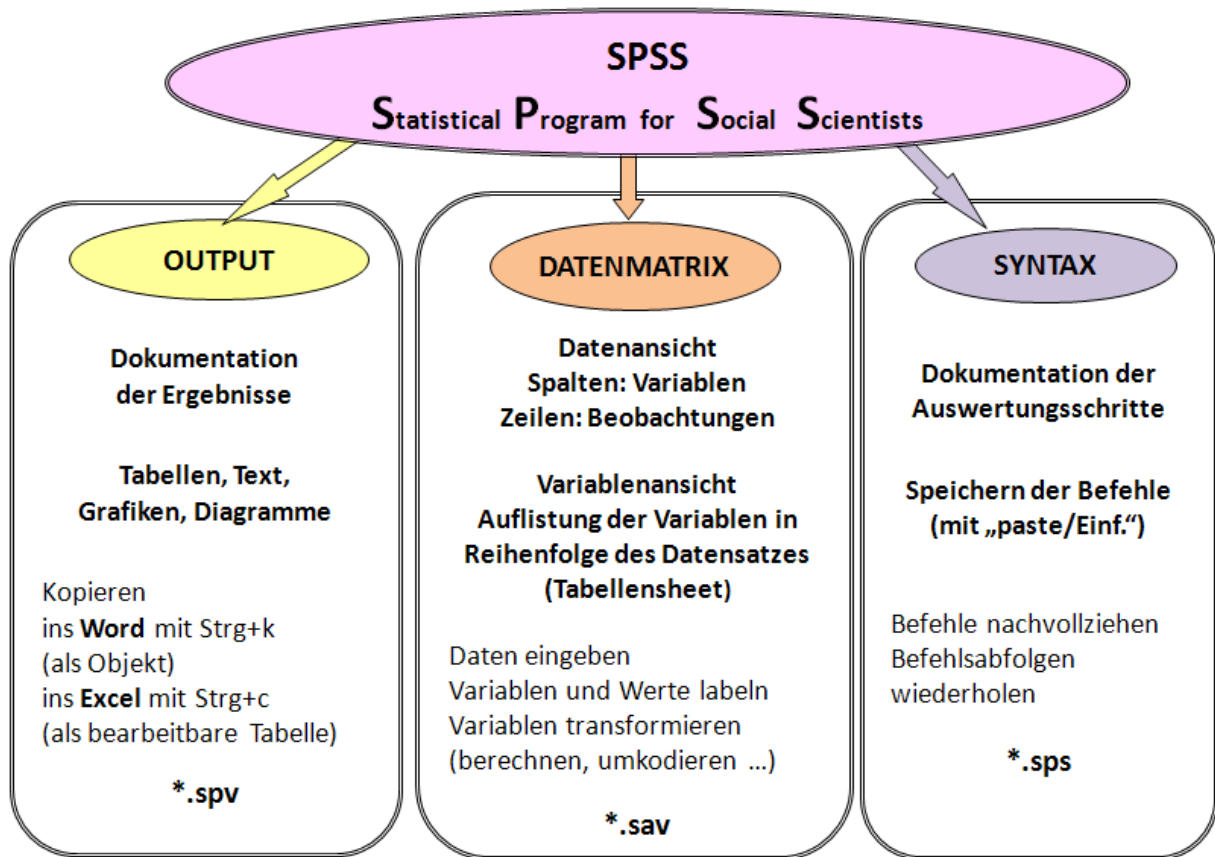 SPSS
Statistical Program for Social Scientists
OUTPUT
Dokumentation
der Ergebnisse
Tabellen, Text,
Grafiken, Diagramme
Kopieren
ins Word mit Strg+k
(als Objekt)
ins Excel mit Strg+c
(als bearbeitbare Tabelle)
*.spv
DATENMATRIX
Datenansicht
Spalten: Variablen
Zeilen: Beobachtungen
Variablenansicht
Auflistung der Variablen in
Reihenfolge des Datensatzes
(Tabellensheet)
Daten eingeben
Variablen und Werte labeln
Variablen transformieren
(berechnen, umkodieren ...)
*.sav
SYNTAX
Dokumentation der
Auswertungsschritte
Speichern der Befehle
(mit „paste/Einf.“)
Befehle nachvollziehen
Befehlsabfolgen
wiederholen
*.sps